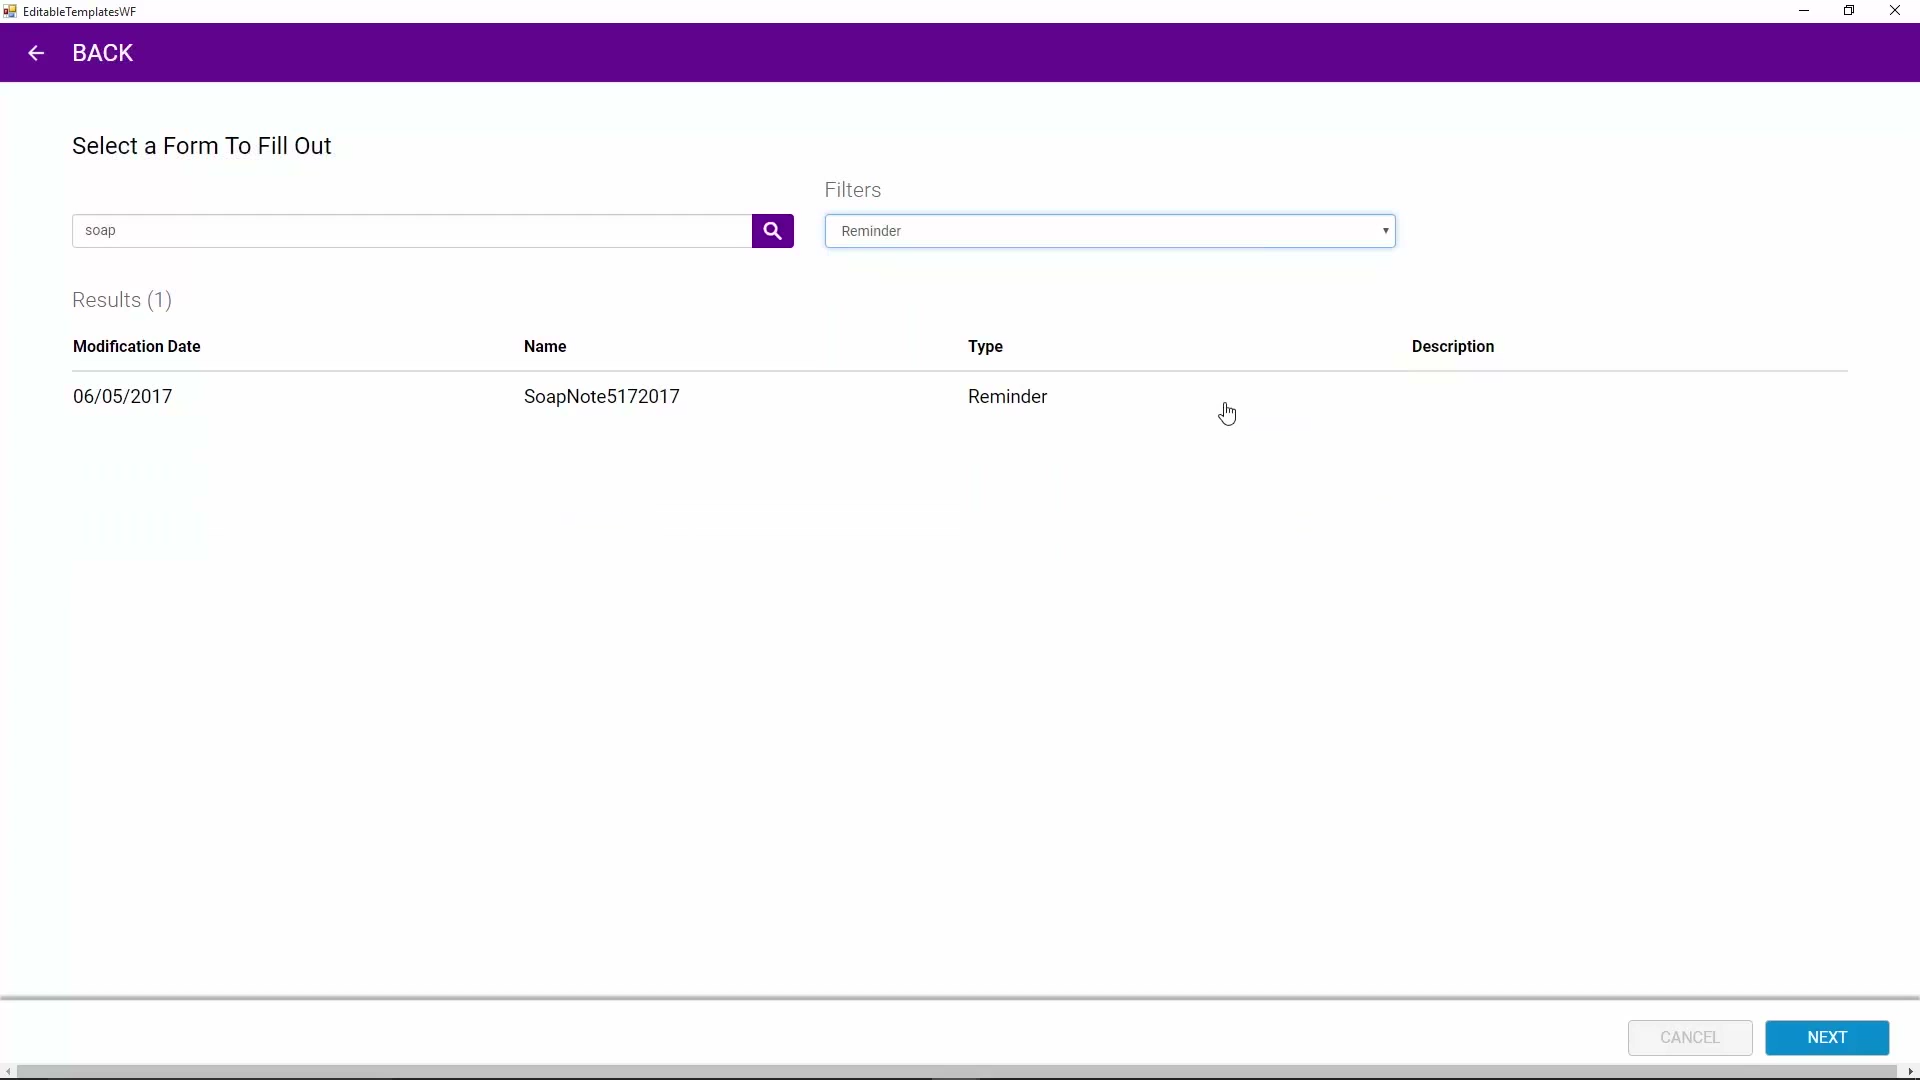 EditableTemplatesWF
BACK
Select a Form To Fill Out
Filters
soap
Reminder
Results (1)
Modification Date Name Type Description
06/05/2017 SoapNote5172017 Reminder
CANCEL NEXT